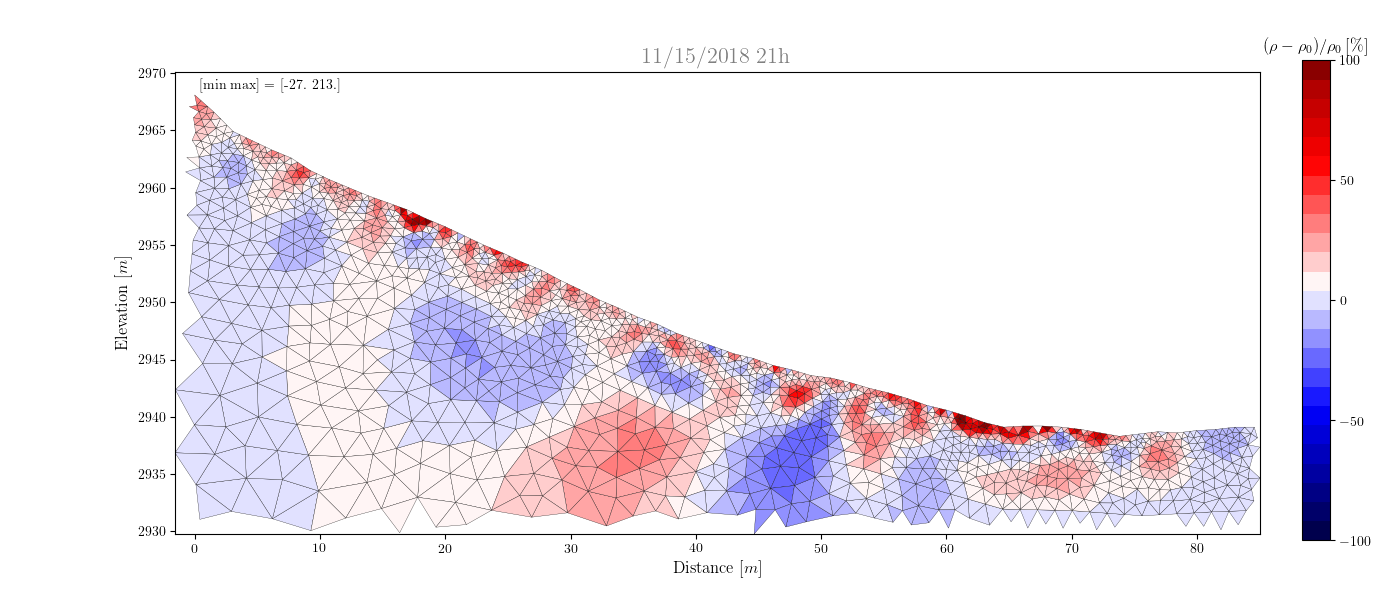 (ρ − ρ₀)/ρ₀ [%]
11/15/2018 21h
[min max] = [-27. 213.]
2970
2965
2960
2955
2950
2945
2940
2935
2930
Elevation [m]
0 10 20 30 40 50 60 70 80
Distance [m]
100
50
0
−50
−100